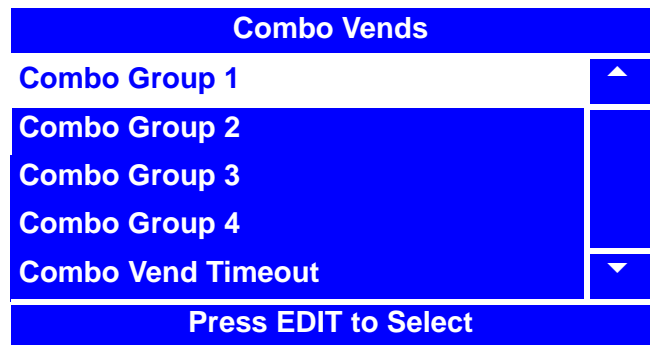 Combo Vends
Combo Group 1
Combo Group 2
Combo Group 3
Combo Group 4
Combo Vend Timeout
Press EDIT to Select